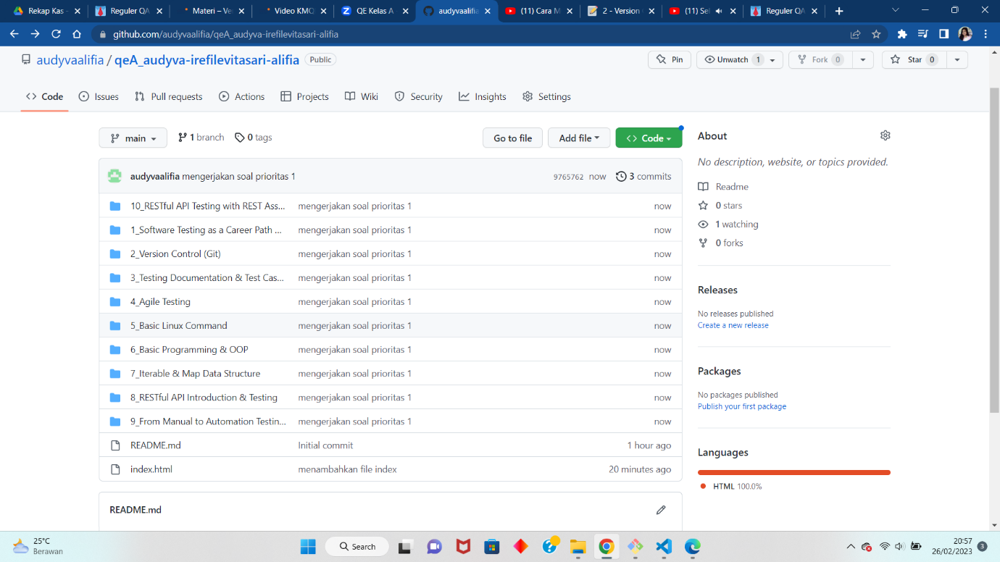 Rekap Kas -
Reguler QA
Materi – Ve
Video KMQ
QE Kelas A
audyvaalifia
(11) Cara M
2 - Version
(11) Sel
Reguler QA
github.com/audyvaalifia/qeA_audyva-irefilevitasari-alifia
audyvaalifia / qeA_audyva-irefilevitasari-alifia Public
Pin
Unwatch 1
Fork 0
Star 0
Code
Issues
Pull requests
Actions
Projects
Wiki
Security
Insights
Settings
main
1 branch
0 tags
Go to file
Add file
Code
audyvaalifia mengerjakan soal prioritas 1
9765762 now 3 commits
10_RESTful API Testing with REST Ass... mengerjakan soal prioritas 1 now
1_Software Testing as a Career Path ... mengerjakan soal prioritas 1 now
2_Version Control (Git) mengerjakan soal prioritas 1 now
3_Testing Documentation & Test Cas... mengerjakan soal prioritas 1 now
4_Agile Testing mengerjakan soal prioritas 1 now
5_Basic Linux Command mengerjakan soal prioritas 1 now
6_Basic Programming & OOP mengerjakan soal prioritas 1 now
7_Iterable & Map Data Structure mengerjakan soal prioritas 1 now
8_RESTful API Introduction & Testing mengerjakan soal prioritas 1 now
9_From Manual to Automation Testin... mengerjakan soal prioritas 1 now
README.md Initial commit 1 hour ago
index.html menambahkan file index 20 minutes ago
README.md
About
No description, website, or topics provided.
Readme
0 stars
1 watching
0 forks
Releases
No releases published
Create a new release
Packages
No packages published
Publish your first package
Languages
HTML 100.0%
25°C
Berawan
Search
20:57
26/02/2023
3